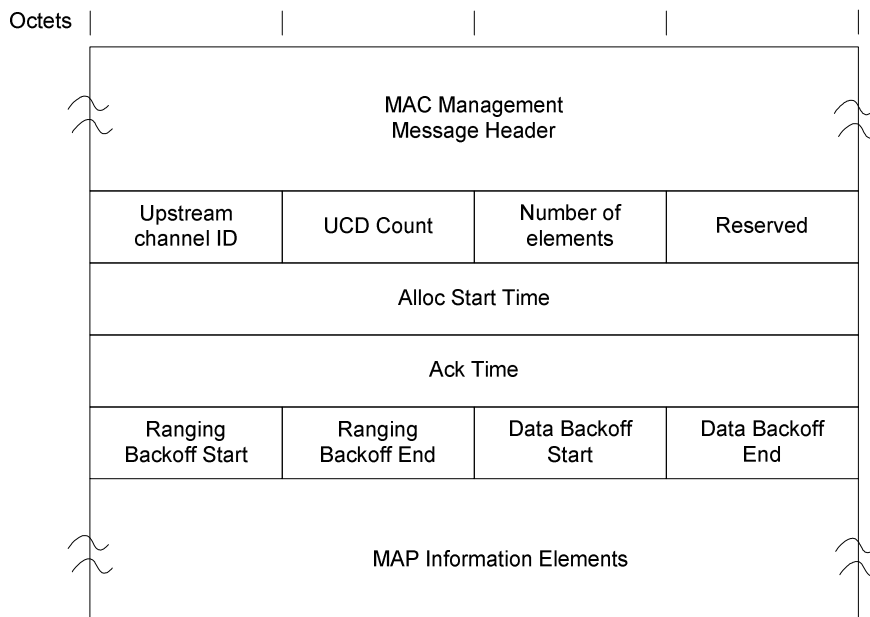 Octets
MAC Management
Message Header
Upstream
channel ID
UCD Count
Number of
elements
Reserved
Alloc Start Time
Ack Time
Ranging
Backoff Start
Ranging
Backoff End
Data Backoff
Start
Data Backoff
End
MAP Information Elements